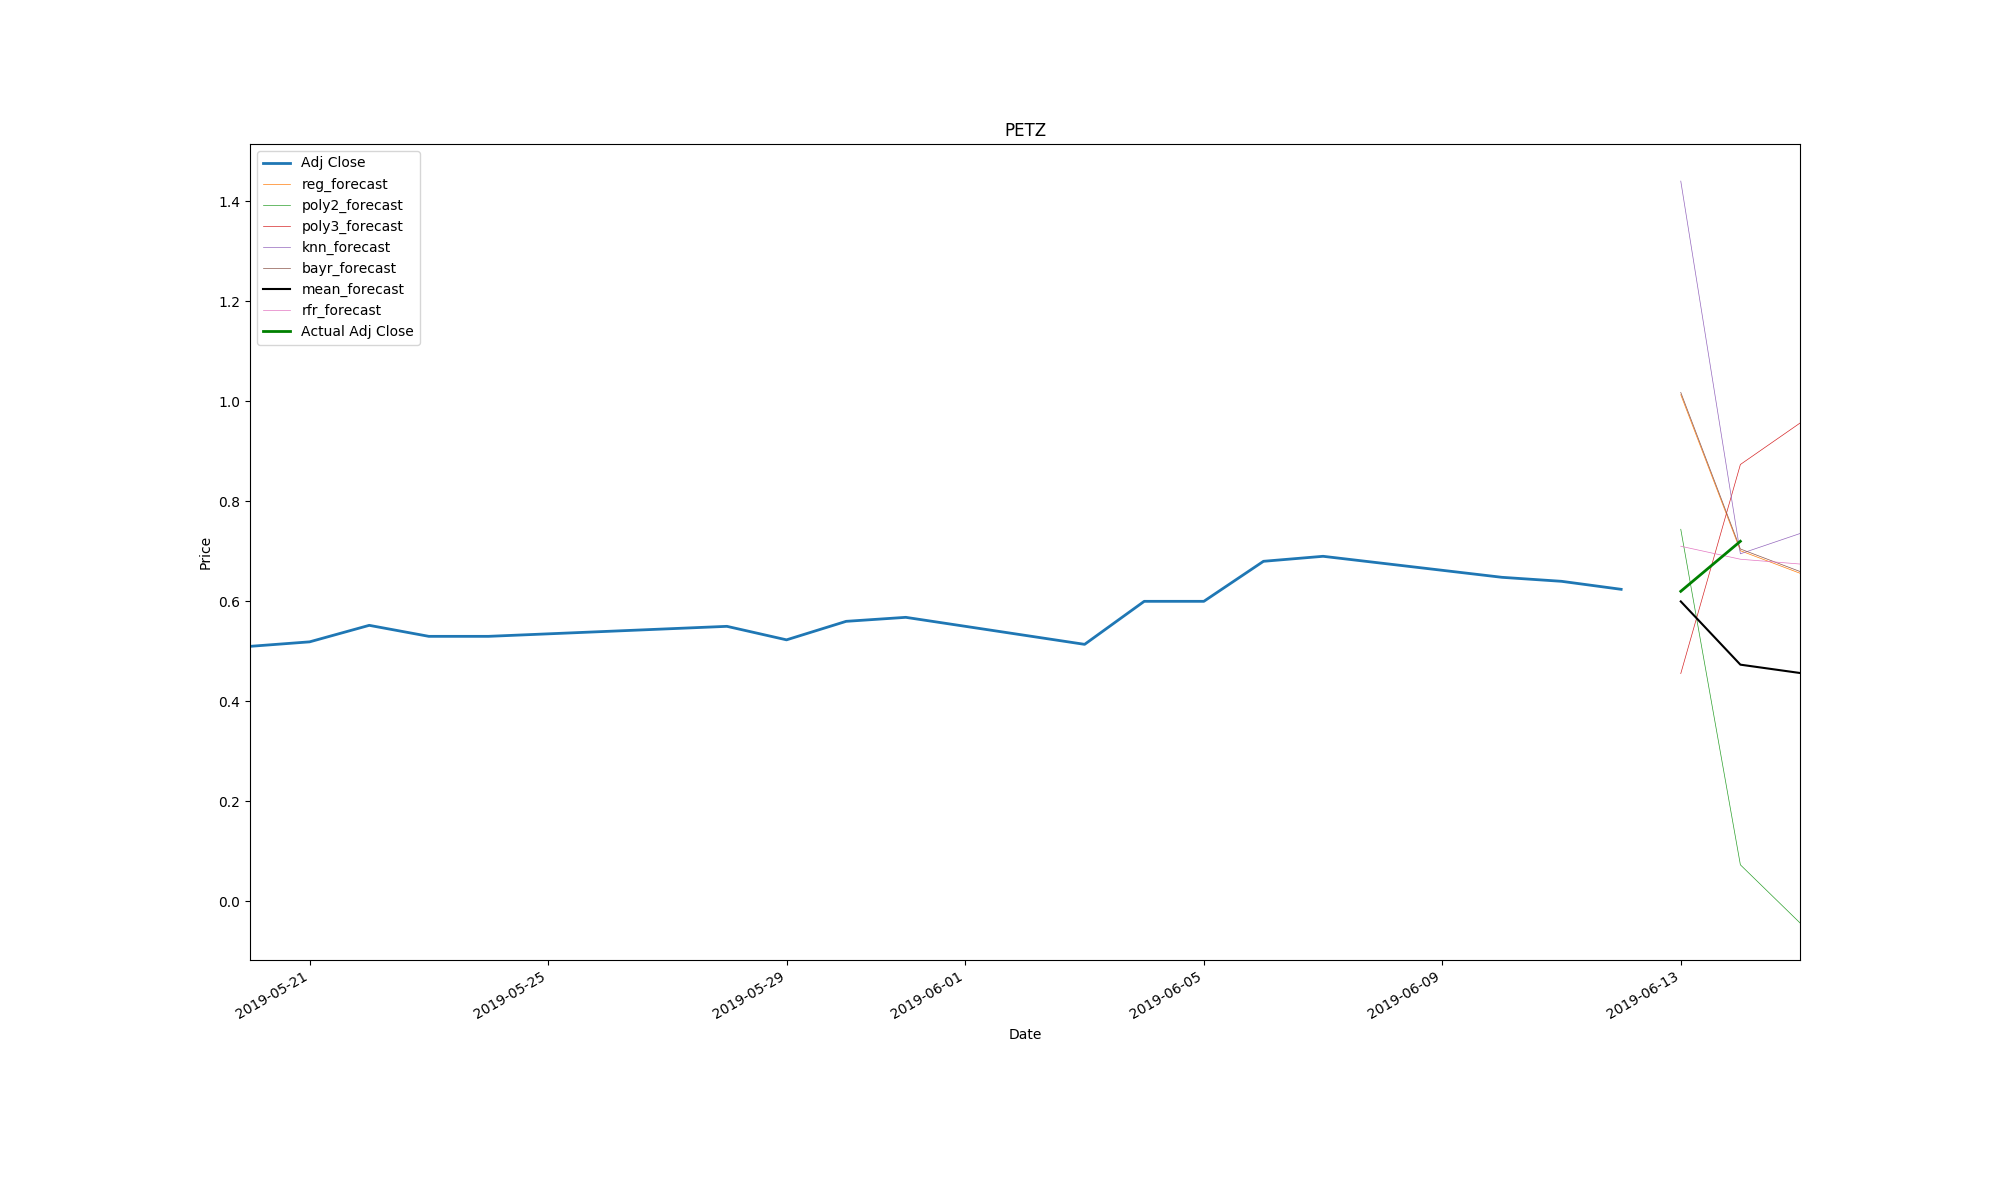 PETZ
Adj Close
reg_forecast
poly2_forecast
poly3_forecast
knn_forecast
bayr_forecast
mean_forecast
rfr_forecast
Actual Adj Close
1.4
1.2
1.0
0.8
0.6
0.4
0.2
0.0
Price
2019-05-21
2019-05-25
2019-05-29
2019-06-01
2019-06-05
2019-06-09
2019-06-13
Date